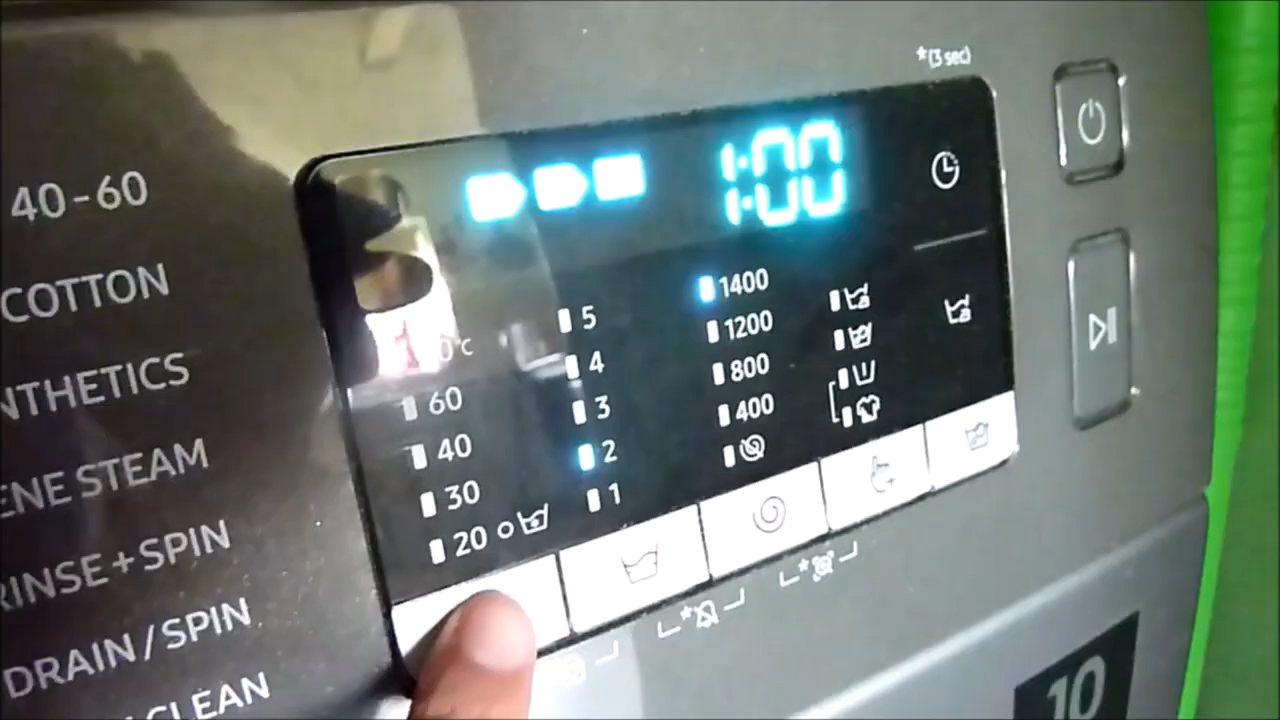 *(3 sec)
40-60
COTTON
NTHETICS
ENE STEAM
RINSE+SPIN
DRAIN/SPIN
CLEAN
1:00
0°C
60
40
30
20
5
4
3
2
1
1400
1200
800
400
10